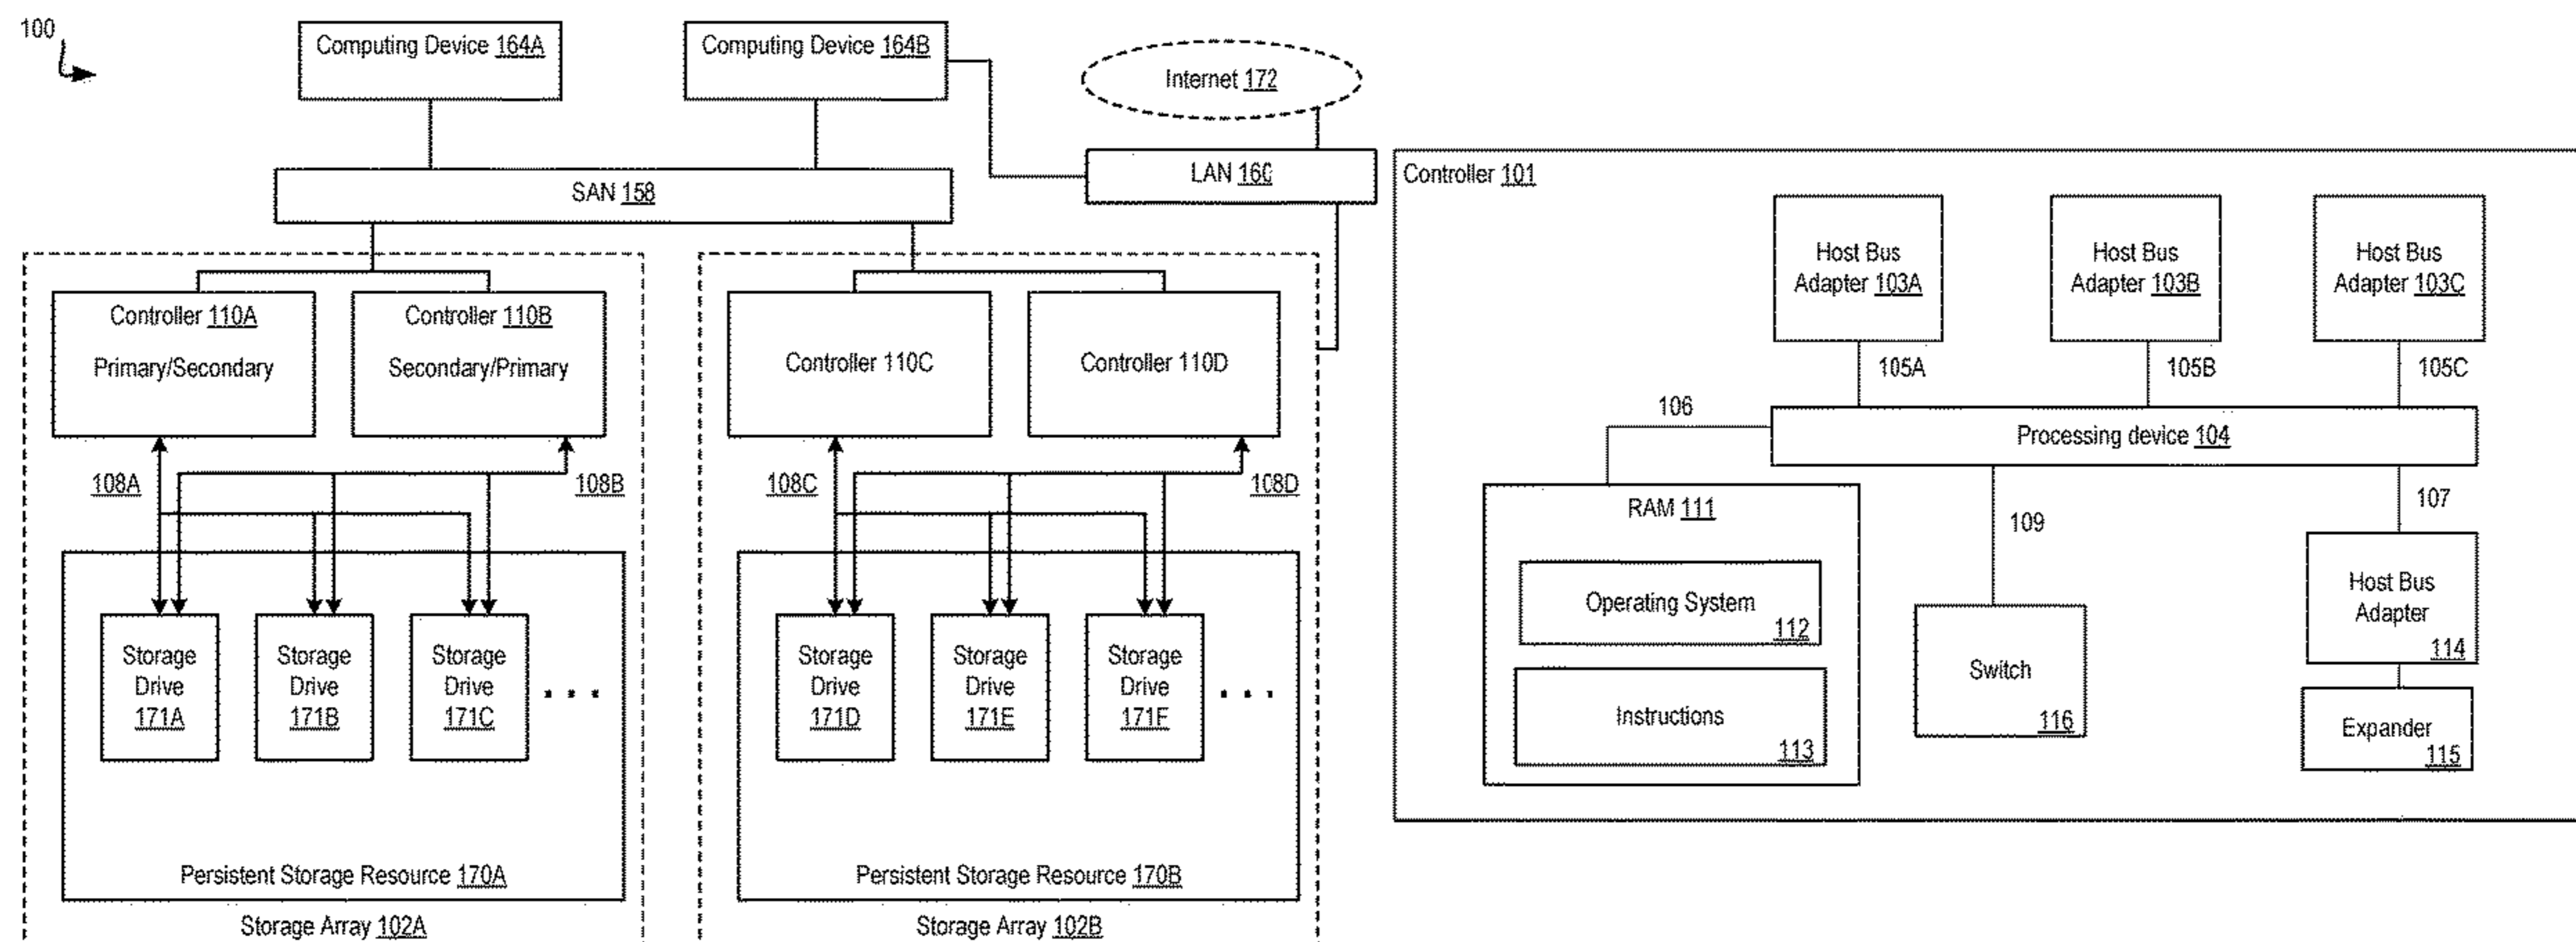 100
Computing Device 164A
Computing Device 164B
Internet 172
SAN 158
LAN 160
Controller 110A
Primary/Secondary
Controller 110B
Secondary/Primary
Controller 110C
Controller 110D
108A
108B
108C
108D
Storage
Drive
171A
Storage
Drive
171B
Storage
Drive
171C
...
Persistent Storage Resource 170A
Storage Array 102A
Storage
Drive
171D
Storage
Drive
171E
Storage
Drive
171F
...
Persistent Storage Resource 170B
Storage Array 102B
Controller 101
Host Bus
Adapter 103A
Host Bus
Adapter 103B
Host Bus
Adapter 103C
105A
105B
105C
106
Processing device 104
RAM 111
Operating System
112
Instructions
113
109
Switch
116
107
Host Bus
Adapter
114
Expander
115